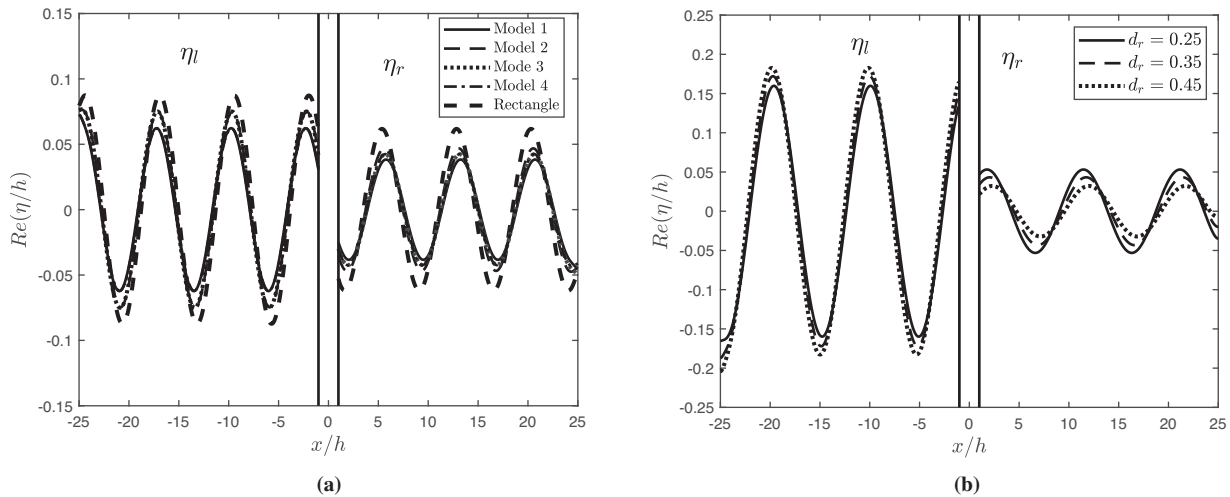 0.15
0.1
0.05
0
-0.05
-0.1
-0.15
Re(η/h)
-25 -20 -15 -10 -5 0 5 10 15 20 25
x/h
η_l
η_r
Model 1
Model 2
Mode 3
Model 4
Rectangle
(a)
0.25
0.2
0.15
0.1
0.05
0
-0.05
-0.1
-0.15
-0.2
-0.25
Re(η/h)
-25 -20 -15 -10 -5 0 5 10 15 20 25
x/h
η_l
η_r
d_r = 0.25
d_r = 0.35
d_r = 0.45
(b)